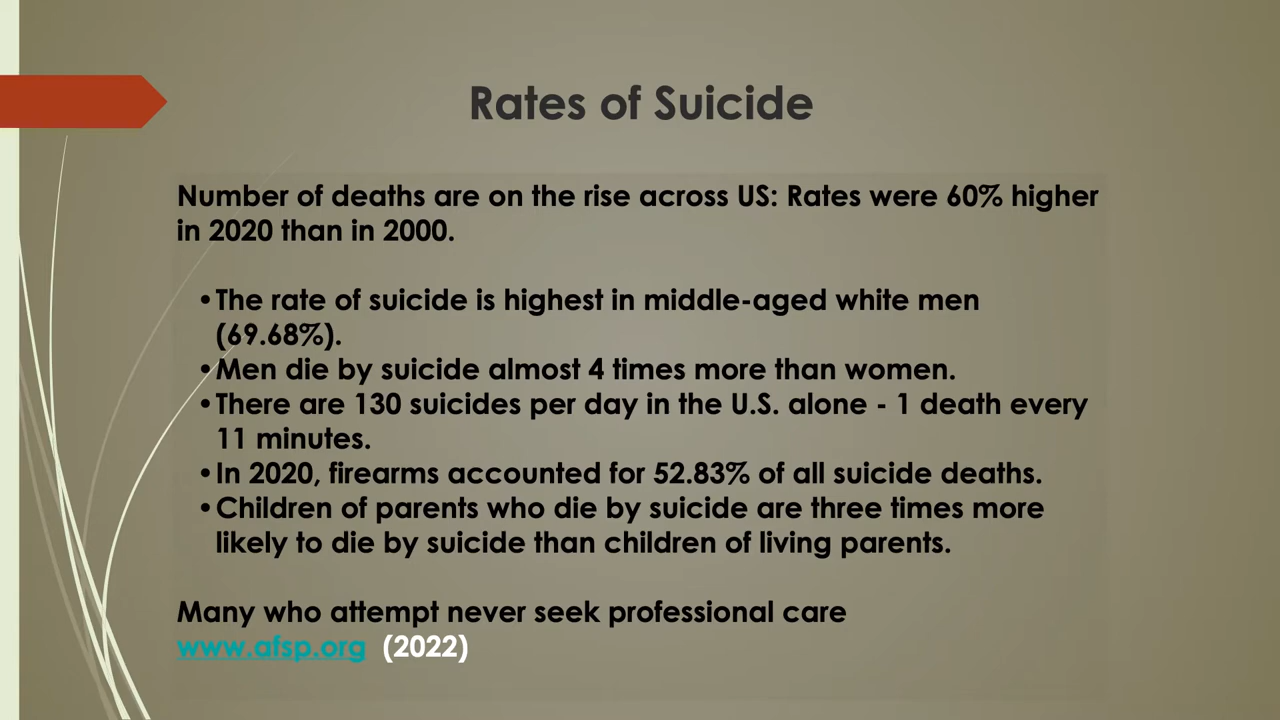 Rates of Suicide
Number of deaths are on the rise across US: Rates were 60% higher
in 2020 than in 2000.
•The rate of suicide is highest in middle-aged white men
(69.68%).
•Men die by suicide almost 4 times more than women.
•There are 130 suicides per day in the U.S. alone - 1 death every
11 minutes.
•In 2020, firearms accounted for 52.83% of all suicide deaths.
•Children of parents who die by suicide are three times more
likely to die by suicide than children of living parents.
Many who attempt never seek professional care
www.afsp.org (2022)